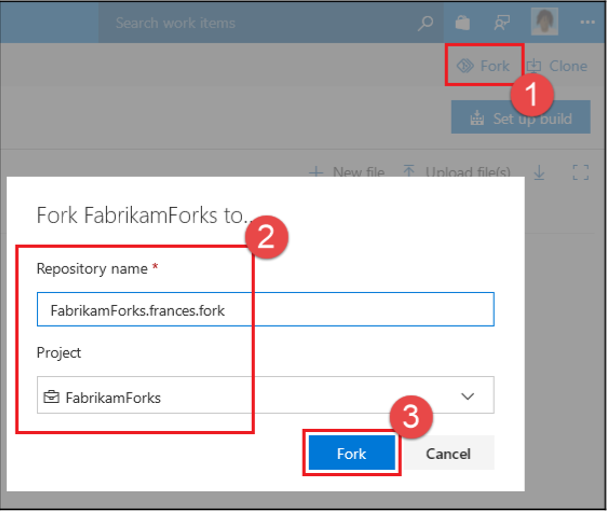 Search work items
Fork Clone
1
Set up build
New file Upload file(s)
Fork FabrikamForks to...
2
Repository name *
FabrikamForks.frances.fork
Project
FabrikamForks
3
Fork Cancel